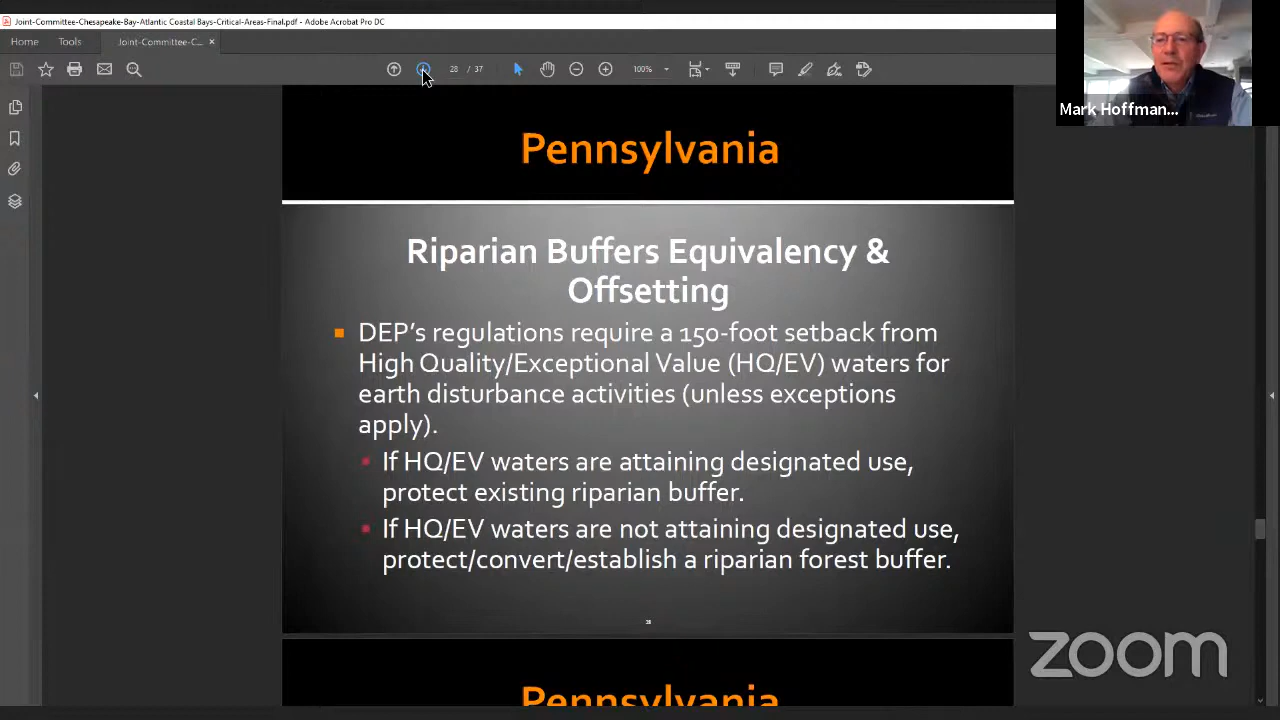 Joint-Committee-Chesapeake-Bay-Atlantic Coastal Bays-Critical-Areas-Final.pdf - Adobe Acrobat Pro DC
Home Tools Joint-Committee-C... ×
28 / 37 100%
Mark Hoffman...
Pennsylvania
Riparian Buffers Equivalency &
Offsetting
DEP's regulations require a 150-foot setback from
High Quality/Exceptional Value (HQ/EV) waters for
earth disturbance activities (unless exceptions
apply).
If HQ/EV waters are attaining designated use,
protect existing riparian buffer.
If HQ/EV waters are not attaining designated use,
protect/convert/establish a riparian forest buffer.
zoom
Pennsylvania